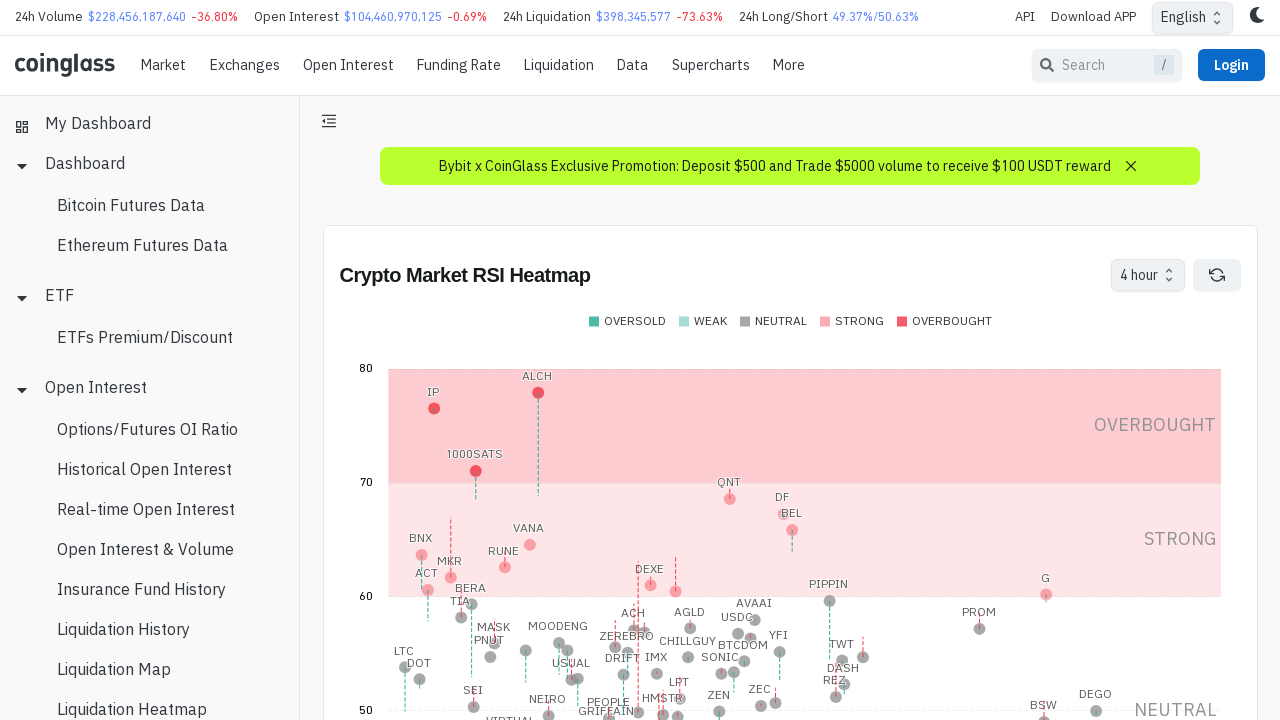 24h Volume $228,456,187,640 -36.80% Open Interest $104,460,970,125 -0.69% 24h Liquidation $398,345,577 -73.63% 24h Long/Short 49.37%/50.63% API Download APP English
coinglass Market Exchanges Open Interest Funding Rate Liquidation Data Supercharts More Search / Login
My Dashboard
Dashboard
Bitcoin Futures Data
Ethereum Futures Data
ETF
ETFs Premium/Discount
Open Interest
Options/Futures OI Ratio
Historical Open Interest
Real-time Open Interest
Open Interest & Volume
Insurance Fund History
Liquidation History
Liquidation Map
Liquidation Heatmap
Bybit x CoinGlass Exclusive Promotion: Deposit $500 and Trade $5000 volume to receive $100 USDT reward
Crypto Market RSI Heatmap 4 hour
OVERSOLD WEAK NEUTRAL STRONG OVERBOUGHT
80
ALCH
IP
OVERBOUGHT
1000SATS
70 QNT
DF
BEL
VANA
BNX STRONG
RUNE
MKR
DEXE
ACT
G
PIPPIN
BERA
60
TIA AVAAI
ACH AGLD PROM
USDC
MASK MOODENG
ZEREBRO YFI
PNUT CHILLGUY
BTCDOM TWT
LTC
DRIFT IMX SONIC
DOT USUAL DASH
LPT REZ
SEI ZEC
ZEN DEGO
NEIRO PEOPLE HMSTR
BSW
50 GRIFFAIN NEUTRAL
VIRTUAL